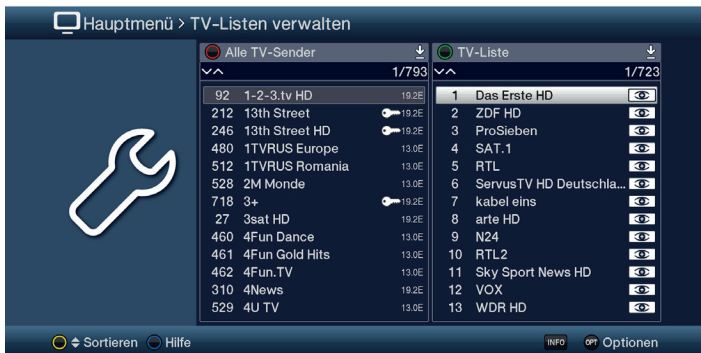 Hauptmenü > TV-Listen verwalten
Alle TV-Sender
1/793
92 1-2-3.tv HD 19.2E
212 13th Street 19.2E
246 13th Street HD 19.2E
480 1TVRUS Europe 13.0E
512 1TVRUS Romania 13.0E
528 2M Monde 13.0E
718 3+ 19.2E
27 3sat HD 19.2E
460 4Fun Dance 13.0E
461 4Fun Gold Hits 13.0E
462 4Fun.TV 13.0E
310 4News 19.2E
529 4U TV 13.0E
TV-Liste
1/723
1 Das Erste HD
2 ZDF HD
3 ProSieben
4 SAT.1
5 RTL
6 ServusTV HD Deutschla...
7 kabel eins
8 arte HD
9 N24
10 RTL2
11 Sky Sport News HD
12 VOX
13 WDR HD
Sortieren Hilfe INFO OPT Optionen